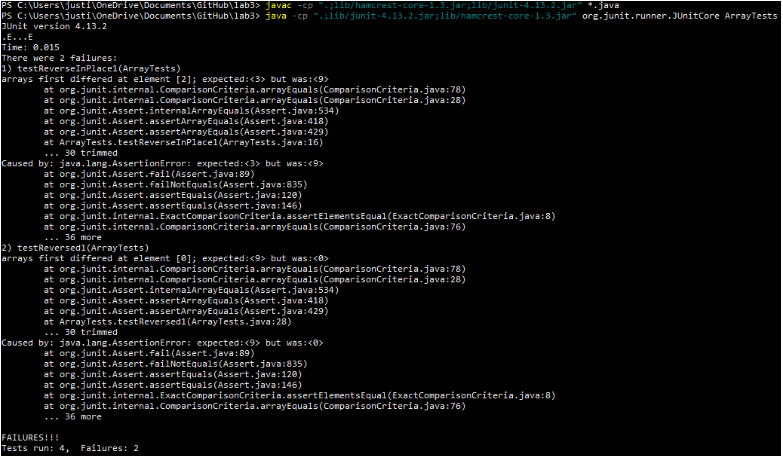 PS C:\Users\justi\OneDrive\Documents\GitHub\lab3> javac -cp ".;lib/hamcrest-core-1.3.jar;lib/junit-4.13.2.jar" *.java
PS C:\Users\justi\OneDrive\Documents\GitHub\lab3> java -cp ".;lib/junit-4.13.2.jar;lib/hamcrest-core-1.3.jar" org.junit.runner.JUnitCore ArrayTests
JUnit version 4.13.2
.E...E
Time: 0.015
There were 2 failures:
1) testReverseInPlace1(ArrayTests)
arrays first differed at element [2]; expected:<3> but was:<9>
        at org.junit.internal.ComparisonCriteria.arrayEquals(ComparisonCriteria.java:78)
        at org.junit.internal.ComparisonCriteria.arrayEquals(ComparisonCriteria.java:28)
        at org.junit.Assert.internalArrayEquals(Assert.java:534)
        at org.junit.Assert.assertArrayEquals(Assert.java:418)
        at org.junit.Assert.assertArrayEquals(Assert.java:429)
        at ArrayTests.testReverseInPlace1(ArrayTests.java:16)
        ... 30 trimmed
Caused by: java.lang.AssertionError: expected:<3> but was:<9>
        at org.junit.Assert.fail(Assert.java:89)
        at org.junit.Assert.failNotEquals(Assert.java:835)
        at org.junit.Assert.assertEquals(Assert.java:120)
        at org.junit.Assert.assertEquals(Assert.java:146)
        at org.junit.internal.ExactComparisonCriteria.assertElementsEqual(ExactComparisonCriteria.java:8)
        at org.junit.internal.ComparisonCriteria.arrayEquals(ComparisonCriteria.java:76)
        ... 36 more
2) testReversed1(ArrayTests)
arrays first differed at element [0]; expected:<9> but was:<0>
        at org.junit.internal.ComparisonCriteria.arrayEquals(ComparisonCriteria.java:78)
        at org.junit.internal.ComparisonCriteria.arrayEquals(ComparisonCriteria.java:28)
        at org.junit.Assert.internalArrayEquals(Assert.java:534)
        at org.junit.Assert.assertArrayEquals(Assert.java:418)
        at org.junit.Assert.assertArrayEquals(Assert.java:429)
        at ArrayTests.testReversed1(ArrayTests.java:28)
        ... 30 trimmed
Caused by: java.lang.AssertionError: expected:<9> but was:<0>
        at org.junit.Assert.fail(Assert.java:89)
        at org.junit.Assert.failNotEquals(Assert.java:835)
        at org.junit.Assert.assertEquals(Assert.java:120)
        at org.junit.Assert.assertEquals(Assert.java:146)
        at org.junit.internal.ExactComparisonCriteria.assertElementsEqual(ExactComparisonCriteria.java:8)
        at org.junit.internal.ComparisonCriteria.arrayEquals(ComparisonCriteria.java:76)
        ... 36 more

FAILURES!!!
Tests run: 4,  Failures: 2